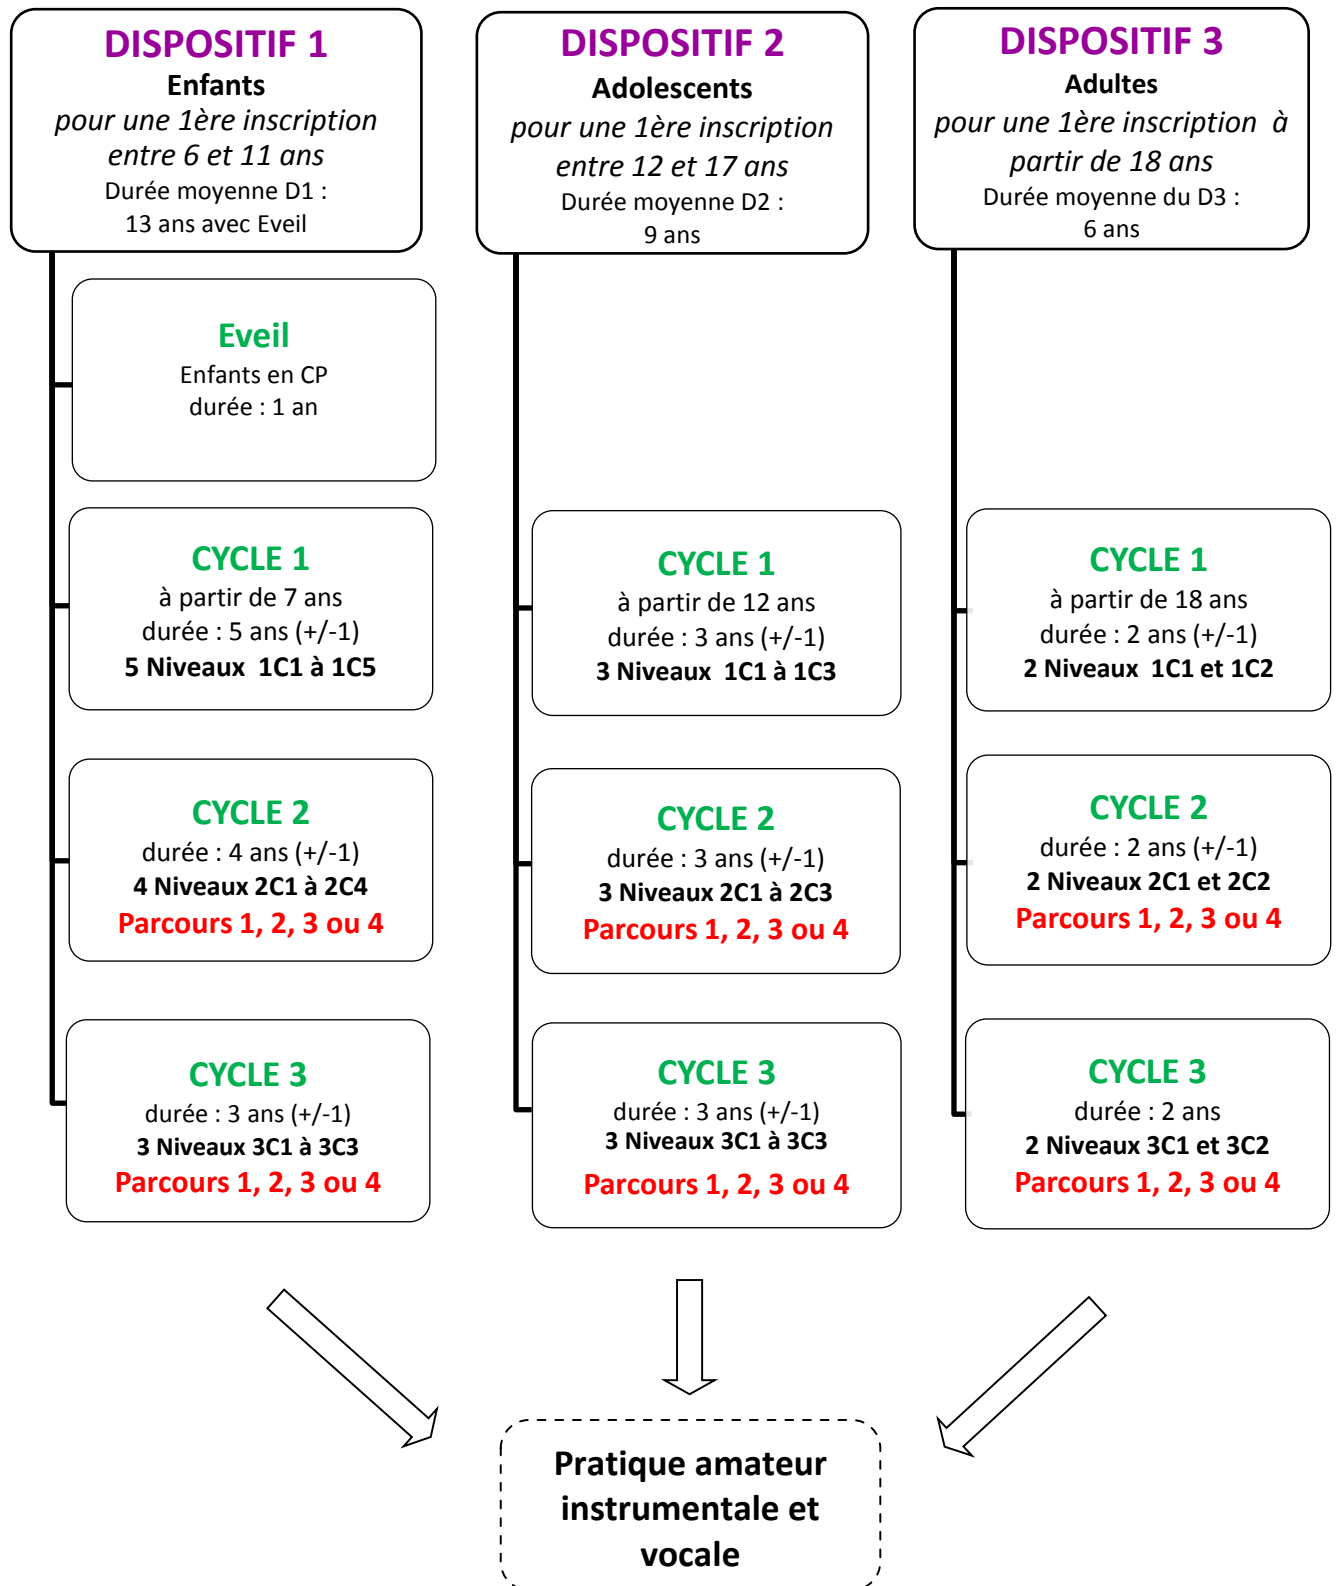 DISPOSITIF 1
Enfants
pour une 1ère inscription
entre 6 et 11 ans
Durée moyenne D1 :
13 ans avec Eveil
Eveil
Enfants en CP
durée : 1 an
CYCLE 1
à partir de 7 ans
durée : 5 ans (+/-1)
5 Niveaux 1C1 à 1C5
CYCLE 2
durée : 4 ans (+/-1)
4 Niveaux 2C1 à 2C4
Parcours 1, 2, 3 ou 4
CYCLE 3
durée : 3 ans (+/-1)
3 Niveaux 3C1 à 3C3
Parcours 1, 2, 3 ou 4
DISPOSITIF 2
Adolescents
pour une 1ère inscription
entre 12 et 17 ans
Durée moyenne D2 :
9 ans
CYCLE 1
à partir de 12 ans
durée : 3 ans (+/-1)
3 Niveaux 1C1 à 1C3
CYCLE 2
durée : 3 ans (+/-1)
3 Niveaux 2C1 à 2C3
Parcours 1, 2, 3 ou 4
CYCLE 3
durée : 3 ans (+/-1)
3 Niveaux 3C1 à 3C3
Parcours 1, 2, 3 ou 4
DISPOSITIF 3
Adultes
pour une 1ère inscription à
partir de 18 ans
Durée moyenne du D3 :
6 ans
CYCLE 1
à partir de 18 ans
durée : 2 ans (+/-1)
2 Niveaux 1C1 et 1C2
CYCLE 2
durée : 2 ans (+/-1)
2 Niveaux 2C1 et 2C2
Parcours 1, 2, 3 ou 4
CYCLE 3
durée : 2 ans
2 Niveaux 3C1 et 3C2
Parcours 1, 2, 3 ou 4
Pratique amateur
instrumentale et
vocale